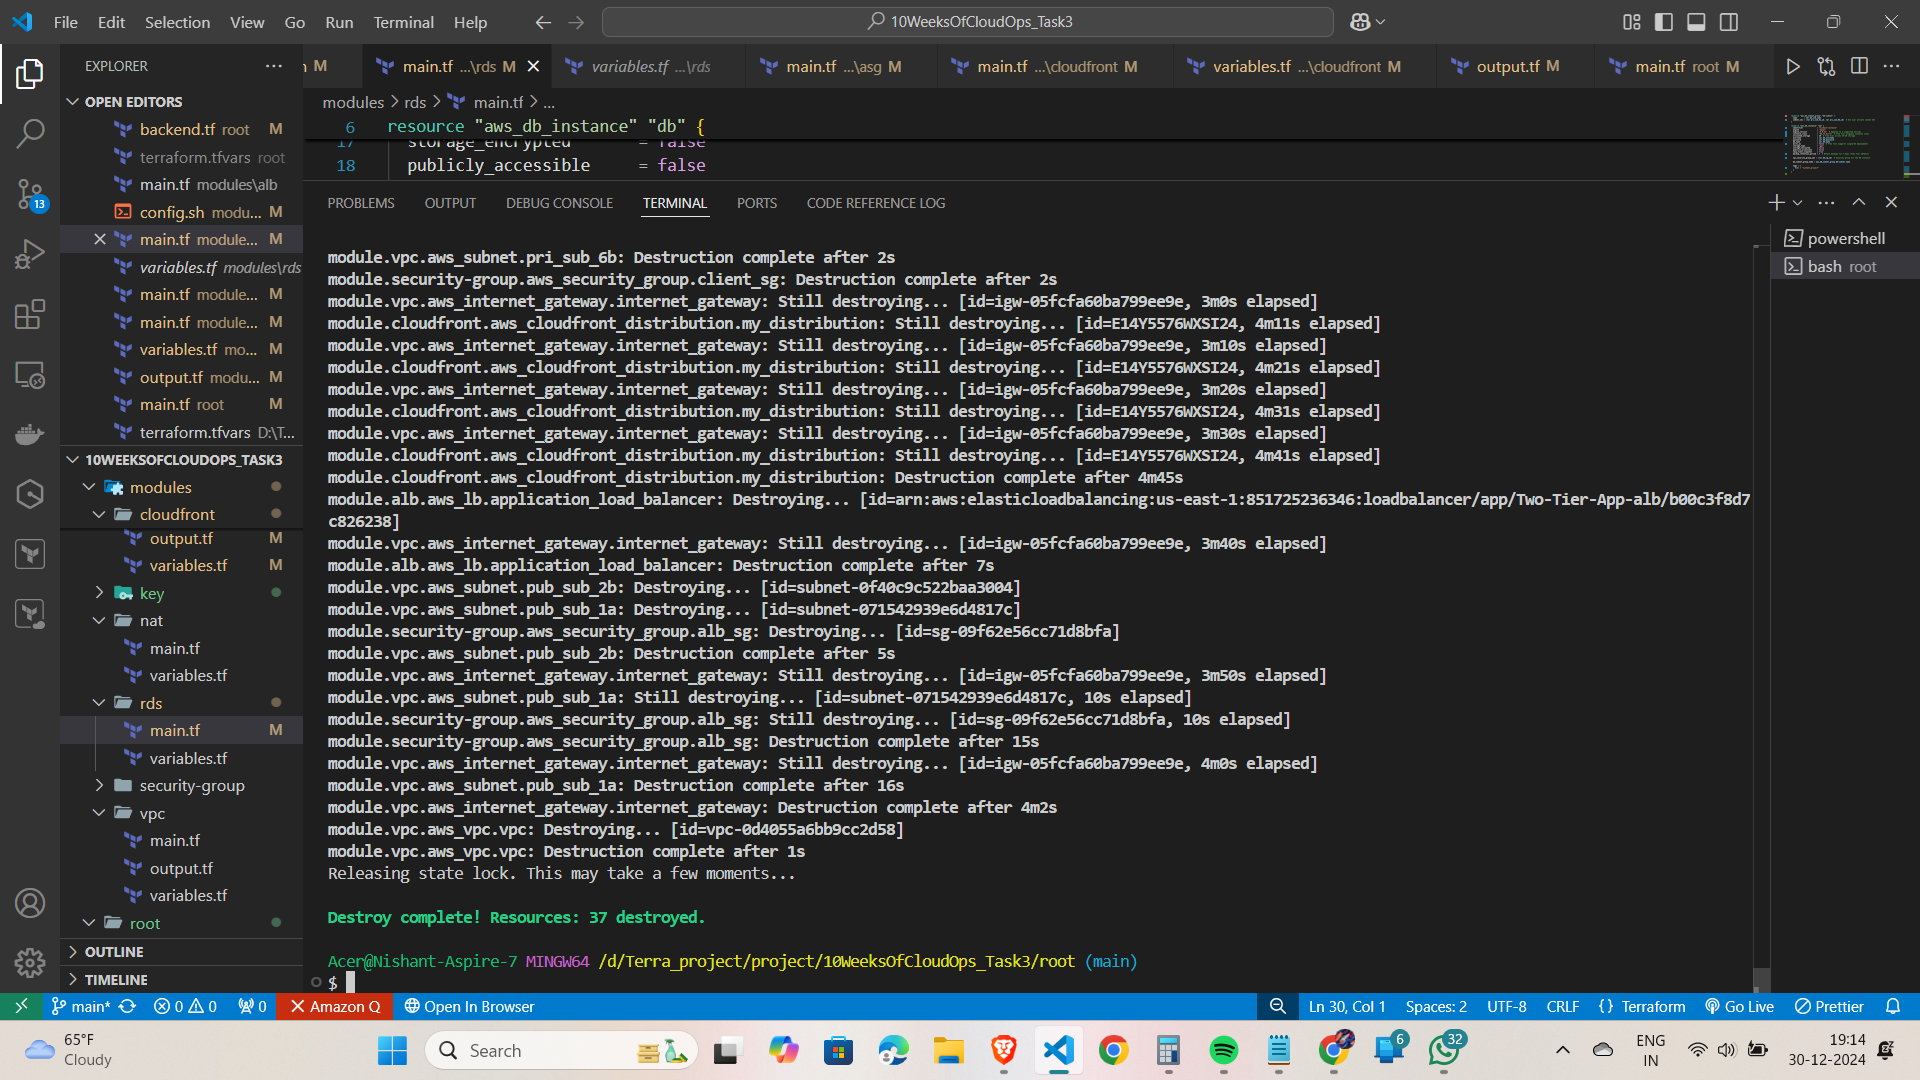 File Edit Selection View Go Run Terminal Help
10WeeksOfCloudOps_Task3
EXPLORER
OPEN EDITORS
backend.tf root M
terraform.tfvars root
main.tf modules\alb
config.sh modu... M
main.tf module... M
variables.tf modules\rds
main.tf module... M
main.tf module... M
variables.tf mo... M
output.tf modu... M
main.tf root M
terraform.tfvars D:\T...
10WEEKSOFCLOUDOPS_TASK3
modules
cloudfront
output.tf M
variables.tf M
key
nat
main.tf
variables.tf
rds
main.tf M
variables.tf
security-group
vpc
main.tf
output.tf
variables.tf
root
OUTLINE
TIMELINE
M
main.tf ...\rds M
variables.tf ...\rds
main.tf ...\asg M
main.tf ...\cloudfront M
variables.tf ...\cloudfront M
output.tf M
main.tf root M
modules > rds > main.tf > ...
6 resource "aws_db_instance" "db" {
17 storage_encrypted = false
18 publicly_accessible = false
PROBLEMS OUTPUT DEBUG CONSOLE TERMINAL PORTS CODE REFERENCE LOG
powershell
bash root
module.vpc.aws_subnet.pri_sub_6b: Destruction complete after 2s
module.security-group.aws_security_group.client_sg: Destruction complete after 2s
module.vpc.aws_internet_gateway.internet_gateway: Still destroying... [id=igw-05fcfa60ba799ee9e, 3m0s elapsed]
module.cloudfront.aws_cloudfront_distribution.my_distribution: Still destroying... [id=E14Y5576WXSI24, 4m11s elapsed]
module.vpc.aws_internet_gateway.internet_gateway: Still destroying... [id=igw-05fcfa60ba799ee9e, 3m10s elapsed]
module.cloudfront.aws_cloudfront_distribution.my_distribution: Still destroying... [id=E14Y5576WXSI24, 4m21s elapsed]
module.vpc.aws_internet_gateway.internet_gateway: Still destroying... [id=igw-05fcfa60ba799ee9e, 3m20s elapsed]
module.cloudfront.aws_cloudfront_distribution.my_distribution: Still destroying... [id=E14Y5576WXSI24, 4m31s elapsed]
module.vpc.aws_internet_gateway.internet_gateway: Still destroying... [id=igw-05fcfa60ba799ee9e, 3m30s elapsed]
module.cloudfront.aws_cloudfront_distribution.my_distribution: Still destroying... [id=E14Y5576WXSI24, 4m41s elapsed]
module.cloudfront.aws_cloudfront_distribution.my_distribution: Destruction complete after 4m45s
module.alb.aws_lb.application_load_balancer: Destroying... [id=arn:aws:elasticloadbalancing:us-east-1:851725236346:loadbalancer/app/Two-Tier-App-alb/b00c3f8d7
c826238]
module.vpc.aws_internet_gateway.internet_gateway: Still destroying... [id=igw-05fcfa60ba799ee9e, 3m40s elapsed]
module.alb.aws_lb.application_load_balancer: Destruction complete after 7s
module.vpc.aws_subnet.pub_sub_2b: Destroying... [id=subnet-0f40c9c522baa3004]
module.vpc.aws_subnet.pub_sub_1a: Destroying... [id=subnet-071542939e6d4817c]
module.security-group.aws_security_group.alb_sg: Destroying... [id=sg-09f62e56cc71d8bfa]
module.vpc.aws_subnet.pub_sub_2b: Destruction complete after 5s
module.vpc.aws_internet_gateway.internet_gateway: Still destroying... [id=igw-05fcfa60ba799ee9e, 3m50s elapsed]
module.vpc.aws_subnet.pub_sub_1a: Still destroying... [id=subnet-071542939e6d4817c, 10s elapsed]
module.security-group.aws_security_group.alb_sg: Still destroying... [id=sg-09f62e56cc71d8bfa, 10s elapsed]
module.security-group.aws_security_group.alb_sg: Destruction complete after 15s
module.vpc.aws_internet_gateway.internet_gateway: Still destroying... [id=igw-05fcfa60ba799ee9e, 4m0s elapsed]
module.vpc.aws_subnet.pub_sub_1a: Destruction complete after 16s
module.vpc.aws_internet_gateway.internet_gateway: Destruction complete after 4m2s
module.vpc.aws_vpc.vpc: Destroying... [id=vpc-0d4055a6bb9cc2d58]
module.vpc.aws_vpc.vpc: Destruction complete after 1s
Releasing state lock. This may take a few moments...
Destroy complete! Resources: 37 destroyed.
Acer@Nishant-Aspire-7 MINGW64 /d/Terra_project/project/10WeeksOfCloudOps_Task3/root (main)
$
13
main* 0 0 0 Amazon Q Open In Browser Ln 30, Col 1 Spaces: 2 UTF-8 CRLF {} Terraform Go Live Prettier
65°F
Cloudy
Search
6
32
ENG
IN
19:14
30-12-2024